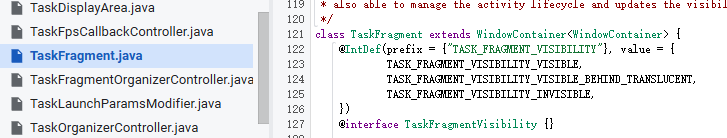 TaskDisplayArea.java
TaskFpsCallbackController.java
TaskFragment.java
TaskFragmentOrganizerController.java
TaskLaunchParamsModifier.java
TaskOrganizerController.java
119 * also able to manage the activity lifecycle and updates the visibil
120 */
121 class TaskFragment extends WindowContainer<WindowContainer> {
122 @IntDef(prefix = {"TASK_FRAGMENT_VISIBILITY"}, value = {
123 TASK_FRAGMENT_VISIBILITY_VISIBLE,
124 TASK_FRAGMENT_VISIBILITY_VISIBLE_BEHIND_TRANSLUCENT,
125 TASK_FRAGMENT_VISIBILITY_INVISIBLE,
126 })
127 @interface TaskFragmentVisibility {}